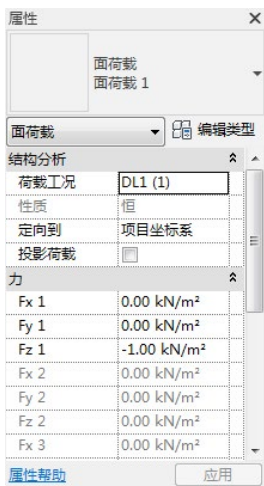 属性
面荷载
面荷载 1
面荷载 编辑类型
结构分析
荷载工况 DL1 (1)
性质 恒
定向到 项目坐标系
投影荷载
力
Fx 1 0.00 kN/m²
Fy 1 0.00 kN/m²
Fz 1 -1.00 kN/m²
Fx 2 0.00 kN/m²
Fy 2 0.00 kN/m²
Fz 2 0.00 kN/m²
Fx 3 0.00 kN/m²
属性帮助 应用